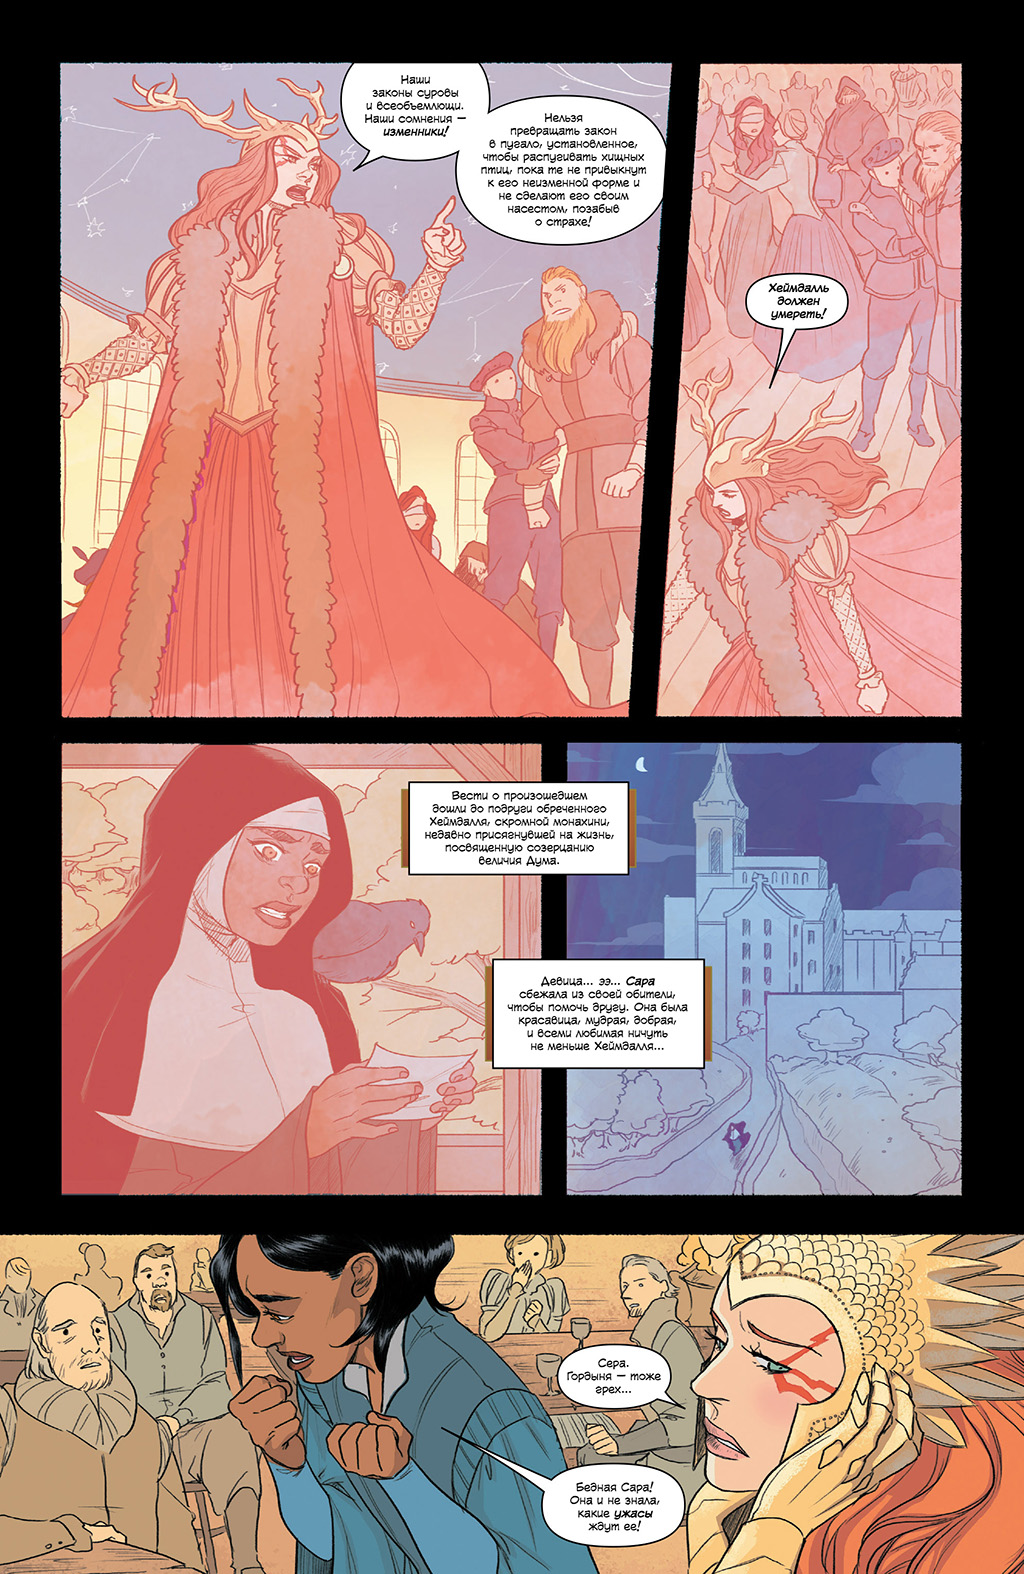 Наши
законы суровы
и всеобъемлющи.
Наши сомнения —
изменники!
Нельзя
превращать закон
в пугало, установленное,
чтобы распугивать хищных
птиц, пока те не привыкнут
к его неизменной форме и
не сделают его своим
насестом, позабыв
о страхе!
Хеймдалль
должен
умереть!
Вести о произошедшем
дошли до подруги обреченного
Хеймдалля, скромной монахини,
недавно присягнувшей на жизнь,
посвященную созерцанию
величия Дума.
Девица... ээ... Сара
сбежала из своей обители,
чтобы помочь другу. Она была
красавица, мудрая, добрая,
и всеми любимая ничуть
не меньше Хеймдалля...
Сера.
Гордыня — тоже
грех...
Бедная Сара!
Она и не знала,
какие ужасы
ждут ее!